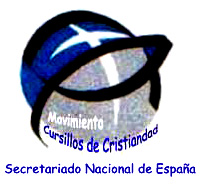 Movimiento
Cursillos de Cristiandad
Secretariado Nacional de España